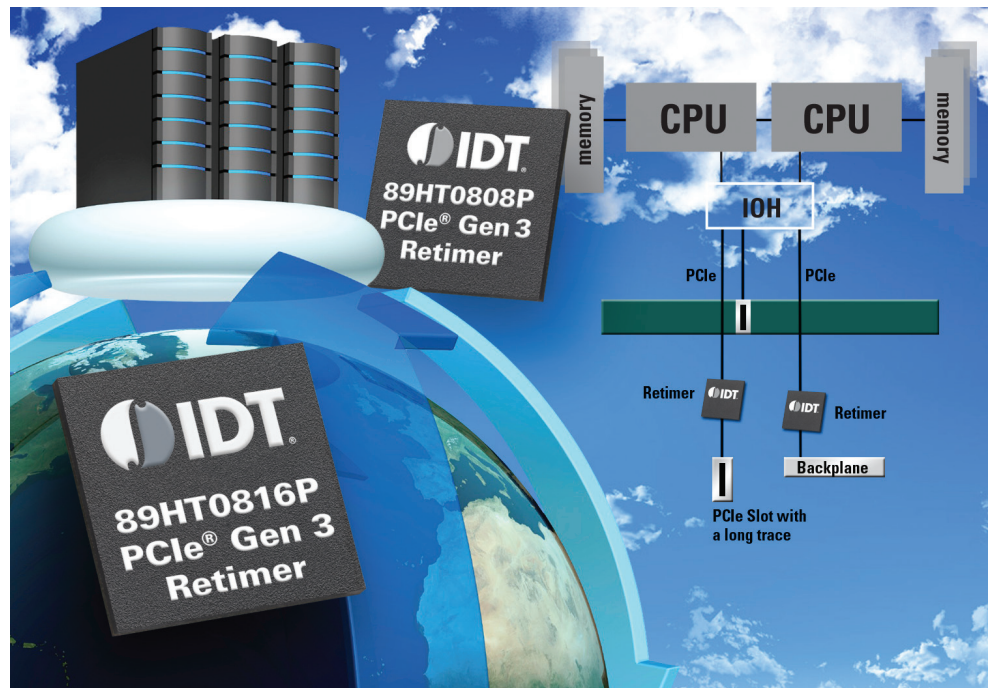 IDT
89HT0808P
PCIe® Gen 3
Retimer
IDT®
89HT0816P
PCIe® Gen 3
Retimer
memory
CPU
CPU
memory
IOH
PCIe
PCIe
Retimer
IDT
IDT
Retimer
Backplane
PCIe Slot with
a long trace